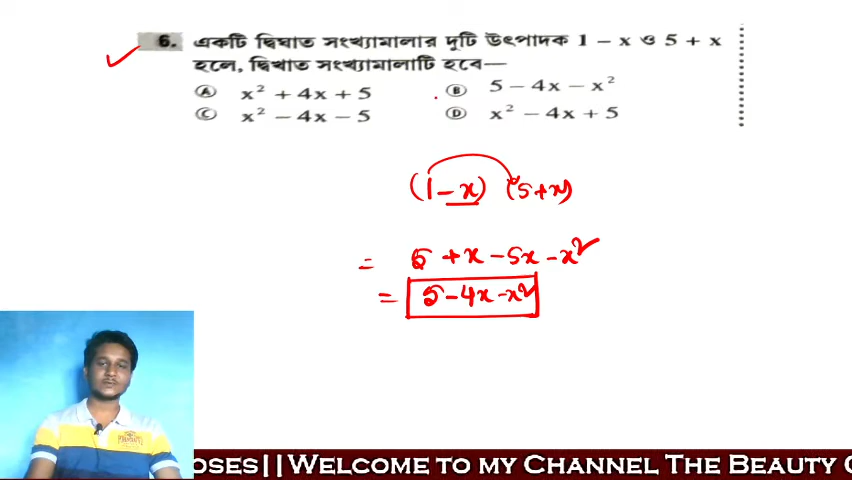 6. একটি দ্বিঘাত সংখ্যামালার দুটি উৎপাদক 1 – x ও 5 + x
হলে, দ্বিখাত সংখ্যামালাটি হবে—
Ⓐ x² + 4x + 5 Ⓑ 5 – 4x – x²
Ⓒ x² – 4x – 5 Ⓓ x² – 4x + 5
(1 – x) (5+x)
= 5 + x – 5x – x²
= 5 – 4x – x²
OSES||WELCOME TO MY CHANNEL THE BEAUTY O